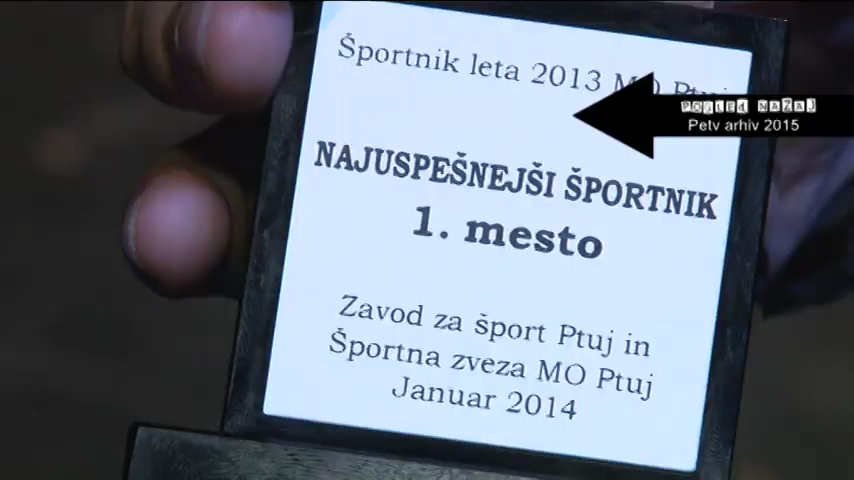 Športnik leta 2013 MO Ptuj
POGLED NAZAJ
Petv arhiv 2015
NAJUSPEŠNEJŠI ŠPORTNIK
1. mesto
Zavod za šport Ptuj in
Športna zveza MO Ptuj
Januar 2014